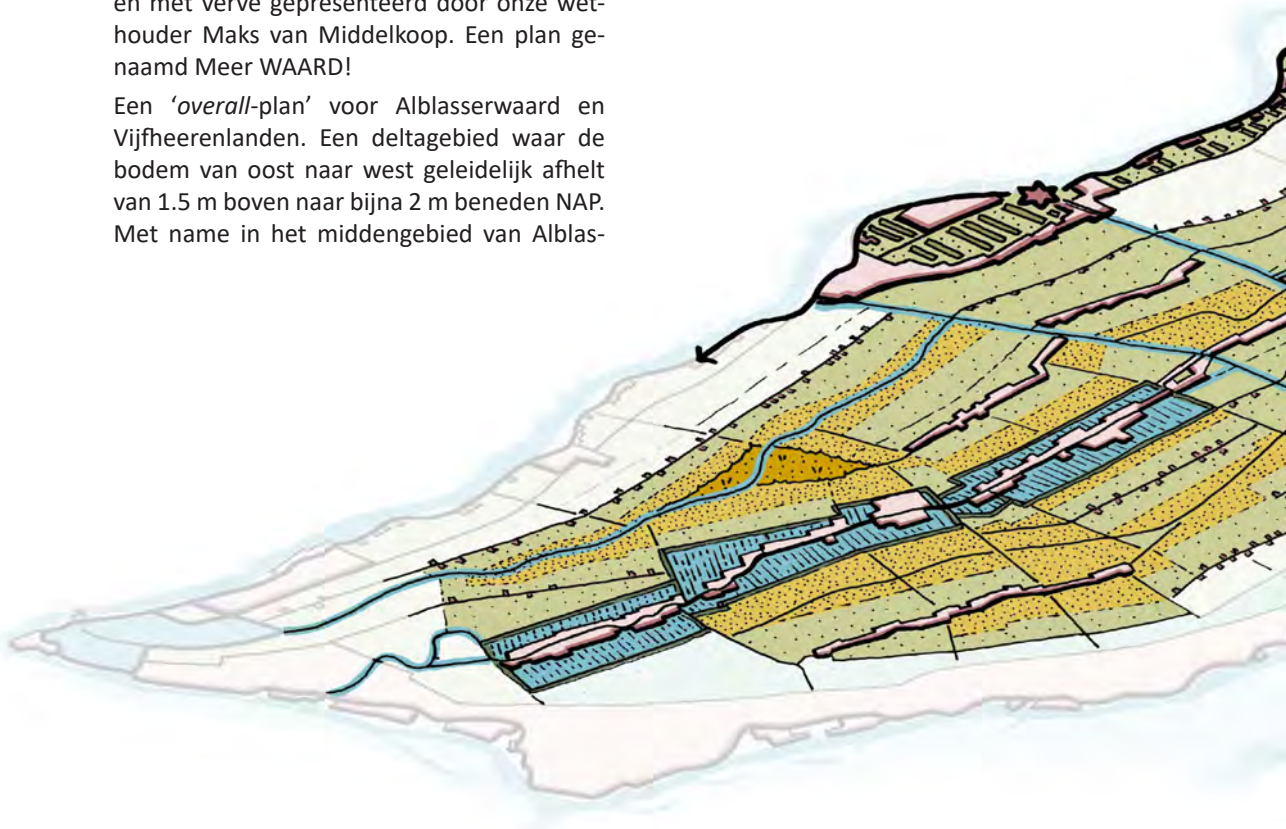 en met verve gepresenteerd door onze wet-
houder Maks van Middelkoop. Een plan ge-
naamd Meer WAARD!
Een ‘overall-plan’ voor Alblasserwaard en
Vijfheerenlanden. Een deltagebied waar de
bodem van oost naar west geleidelijk afhelt
van 1.5 m boven naar bijna 2 m beneden NAP.
Met name in het middengebied van Alblas-